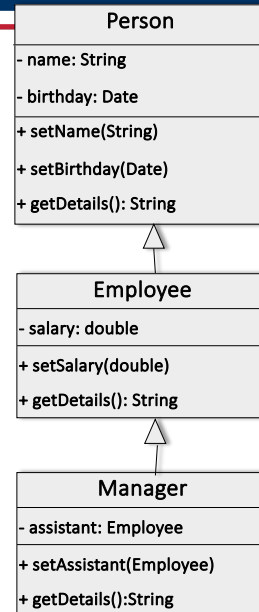 Person
- name: String
- birthday: Date
+ setName(String)
+ setBirthday(Date)
+ getDetails(): String
Employee
- salary: double
+ setSalary(double)
+ getDetails(): String
Manager
- assistant: Employee
+ setAssistant(Employee)
+ getDetails():String